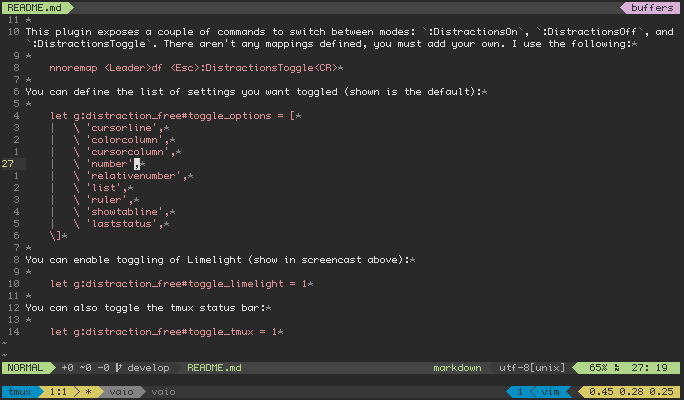 README.md buffers
11 *
10 This plugin exposes a couple of commands to switch between modes: `:DistractionsOn`, `:DistractionsOff`, and
`:DistractionsToggle`. There aren't any mappings defined, you must add your own. I use the following:*
9 *
8 nnoremap <Leader>df <Esc>:DistractionsToggle<CR>*
7 *
6 You can define the list of settings you want toggled (shown is the default):*
5 *
4 let g:distraction_free#toggle_options = [*
3 | \ 'cursorline',*
2 | \ 'colorcolumn',*
1 | \ 'cursorcolumn',*
27 | \ 'number',*
1 | \ 'relativenumber',*
2 | \ 'list',*
3 | \ 'ruler',*
4 | \ 'showtabline',*
5 | \ 'laststatus',*
6 \]*
7 *
8 You can enable toggling of Limelight (show in screencast above):*
9 *
10 let g:distraction_free#toggle_limelight = 1*
11 *
12 You can also toggle the tmux status bar:*
13 *
14 let g:distraction_free#toggle_tmux = 1*
~
~
NORMAL +0 ~0 -0 develop README.md markdown utf-8[unix] 65% 27: 19
tmux 1:1 * vaio vaio 1 vim 0.45 0.28 0.25